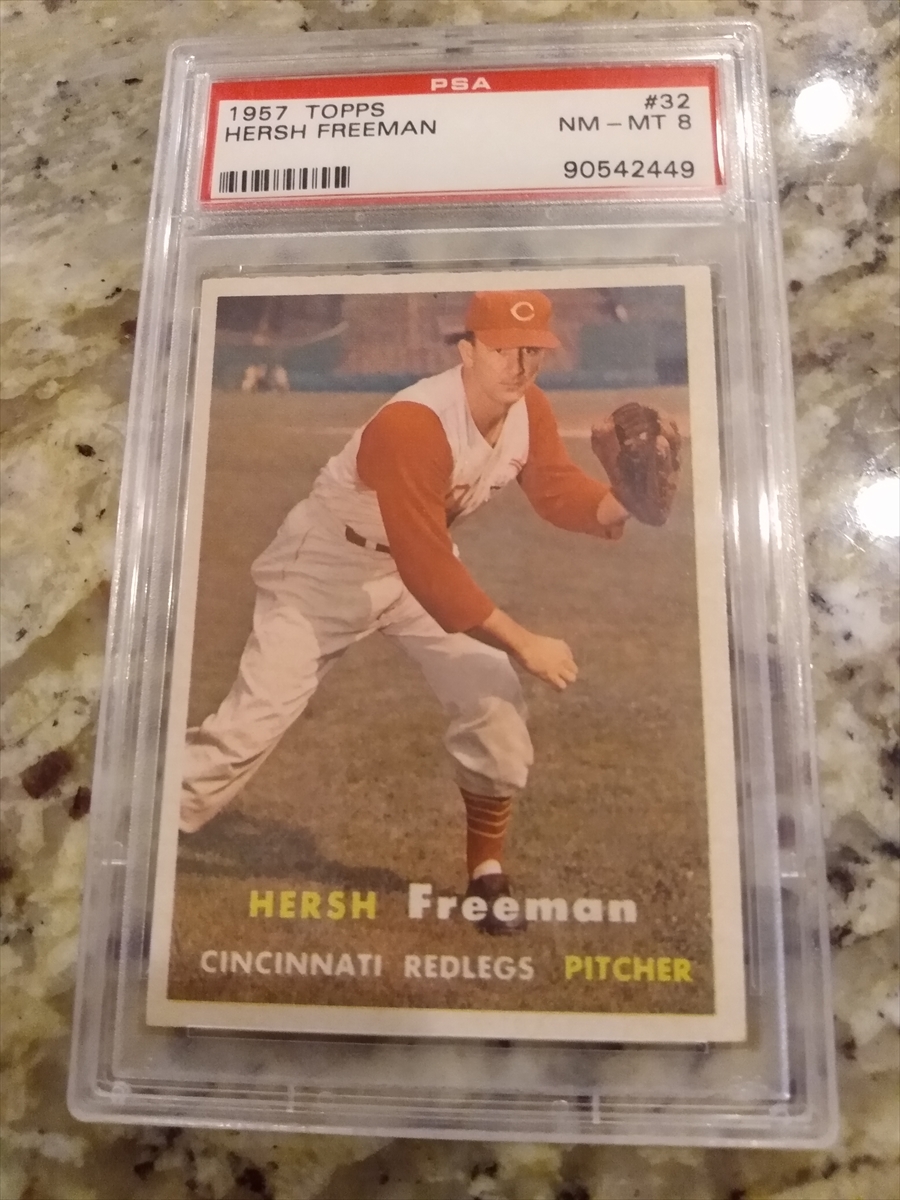 PSA
1957 TOPPS #32
HERSH FREEMAN NM - MT 8
90542449
C
HERSH Freeman
CINCINNATI REDLEGS PITCHER